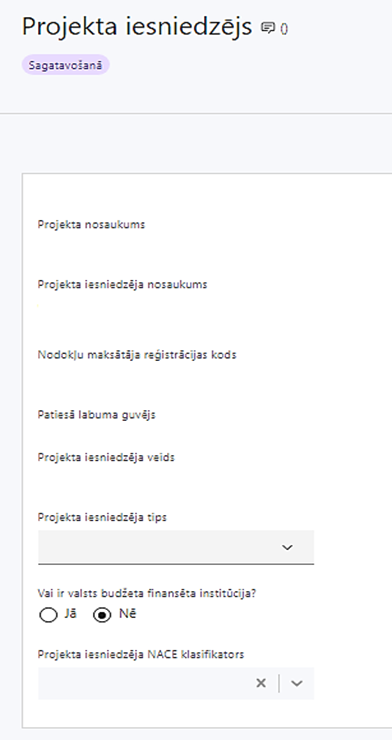 Projekta iesniedzējs 0
Sagatavošanā
Projekta nosaukums
Projekta iesniedzēja nosaukums
Nodokļu maksātāja reģistrācijas kods
Patiesā labuma guvējs
Projekta iesniedzēja veids
Projekta iesniedzēja tips
Vai ir valsts budžeta finansēta institūcija?
Jā Nē
Projekta iesniedzēja NACE klasifikators